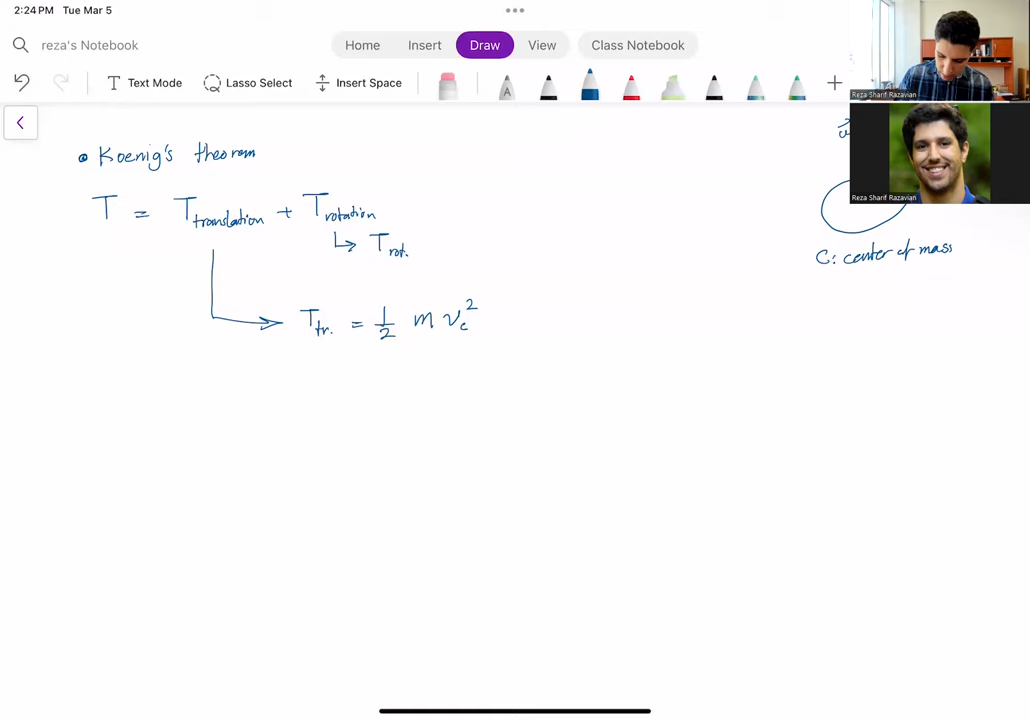 2:24 PM Tue Mar 5
reza's Notebook
Home Insert Draw View Class Notebook
Text Mode Lasso Select Insert Space
A
Reza Sharif Razavian
Reza Sharif Razavian
• Koenig's theorem
T = T translation + T rotation
↳ T rot.
C: center of mass
T tr. = 1/2 m v_c^2